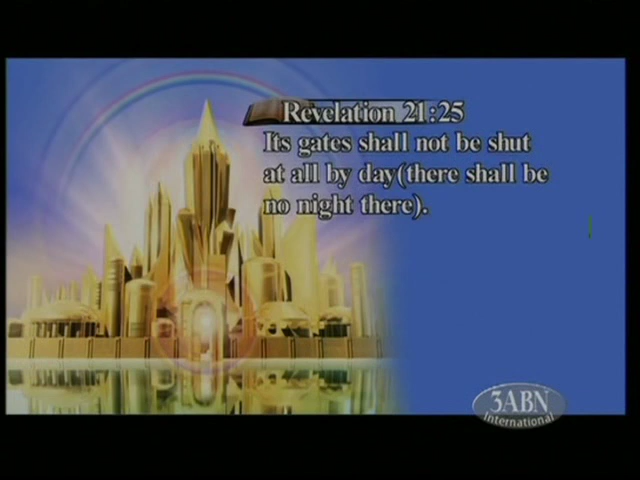 Revelation 21:25
Its gates shall not be shut
at all by day(there shall be
no night there).
3ABN
International